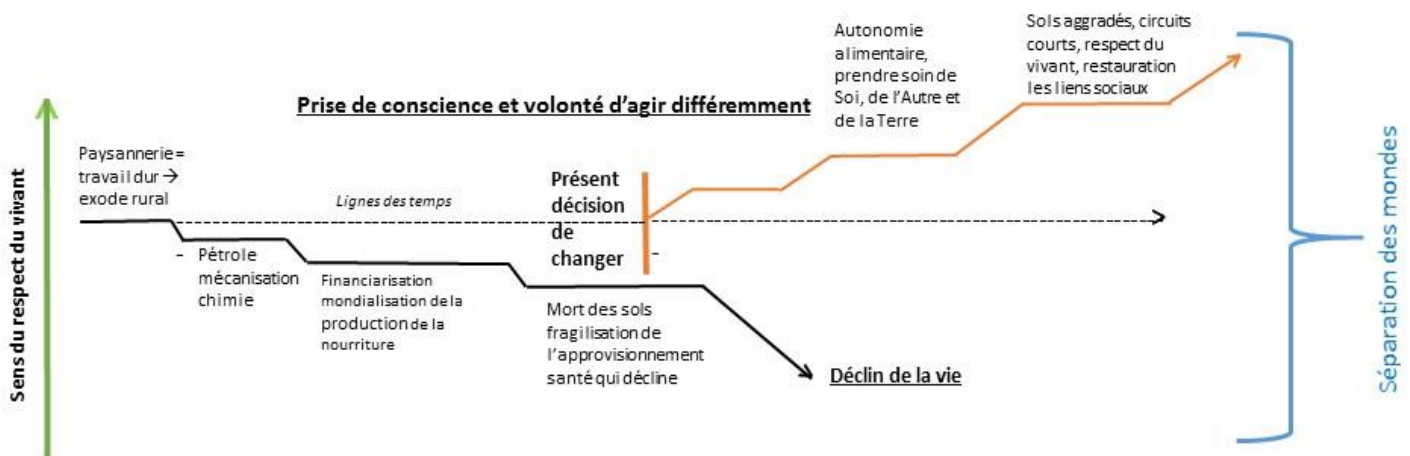 Sens du respect du vivant
Prise de conscience et volonté d’agir différemment
Paysannerie =
travail dur →
exode rural
Lignes des temps
-
Pétrole
mécanisation
chimie
Financiarisation
mondialisation de la
production de la
nourriture
Présent
décision
de
changer
-
Mort des sols
fragilisation de
l’approvisionnement
santé qui décline
Déclin de la vie
Autonomie
alimentaire,
prendre soin de
Soi, de l’Autre et
de la Terre
Sols aggradés, circuits
courts, respect du
vivant, restauration
les liens sociaux
Séparation des mondes